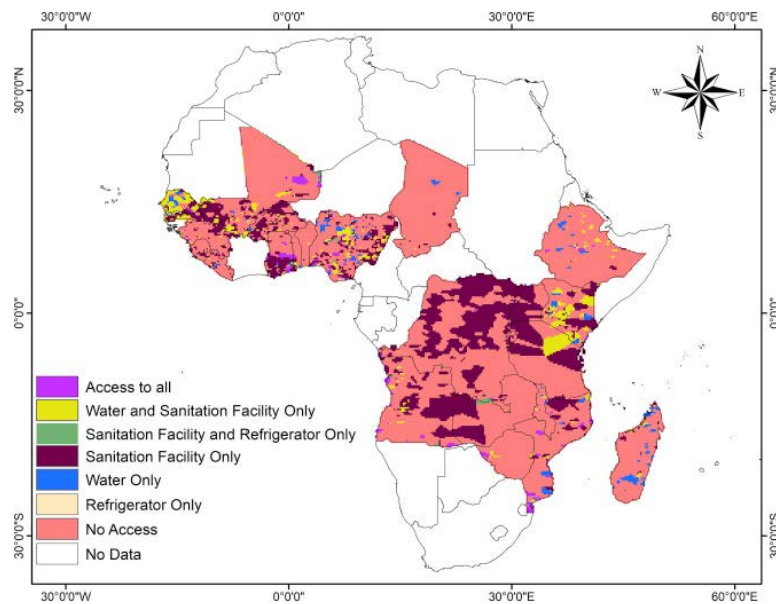 30°0'0"W 0°0'0" 30°0'0"E 60°0'0"E
30°0'0"N 30°0'0"N
N
W E
S
0°0'0" 0°0'0"
Access to all
Water and Sanitation Facility Only
Sanitation Facility and Refrigerator Only
Sanitation Facility Only
Water Only
Refrigerator Only
No Access
No Data
30°0'0"S 30°0'0"S
30°0'0"W 0°0'0" 30°0'0"E 60°0'0"E